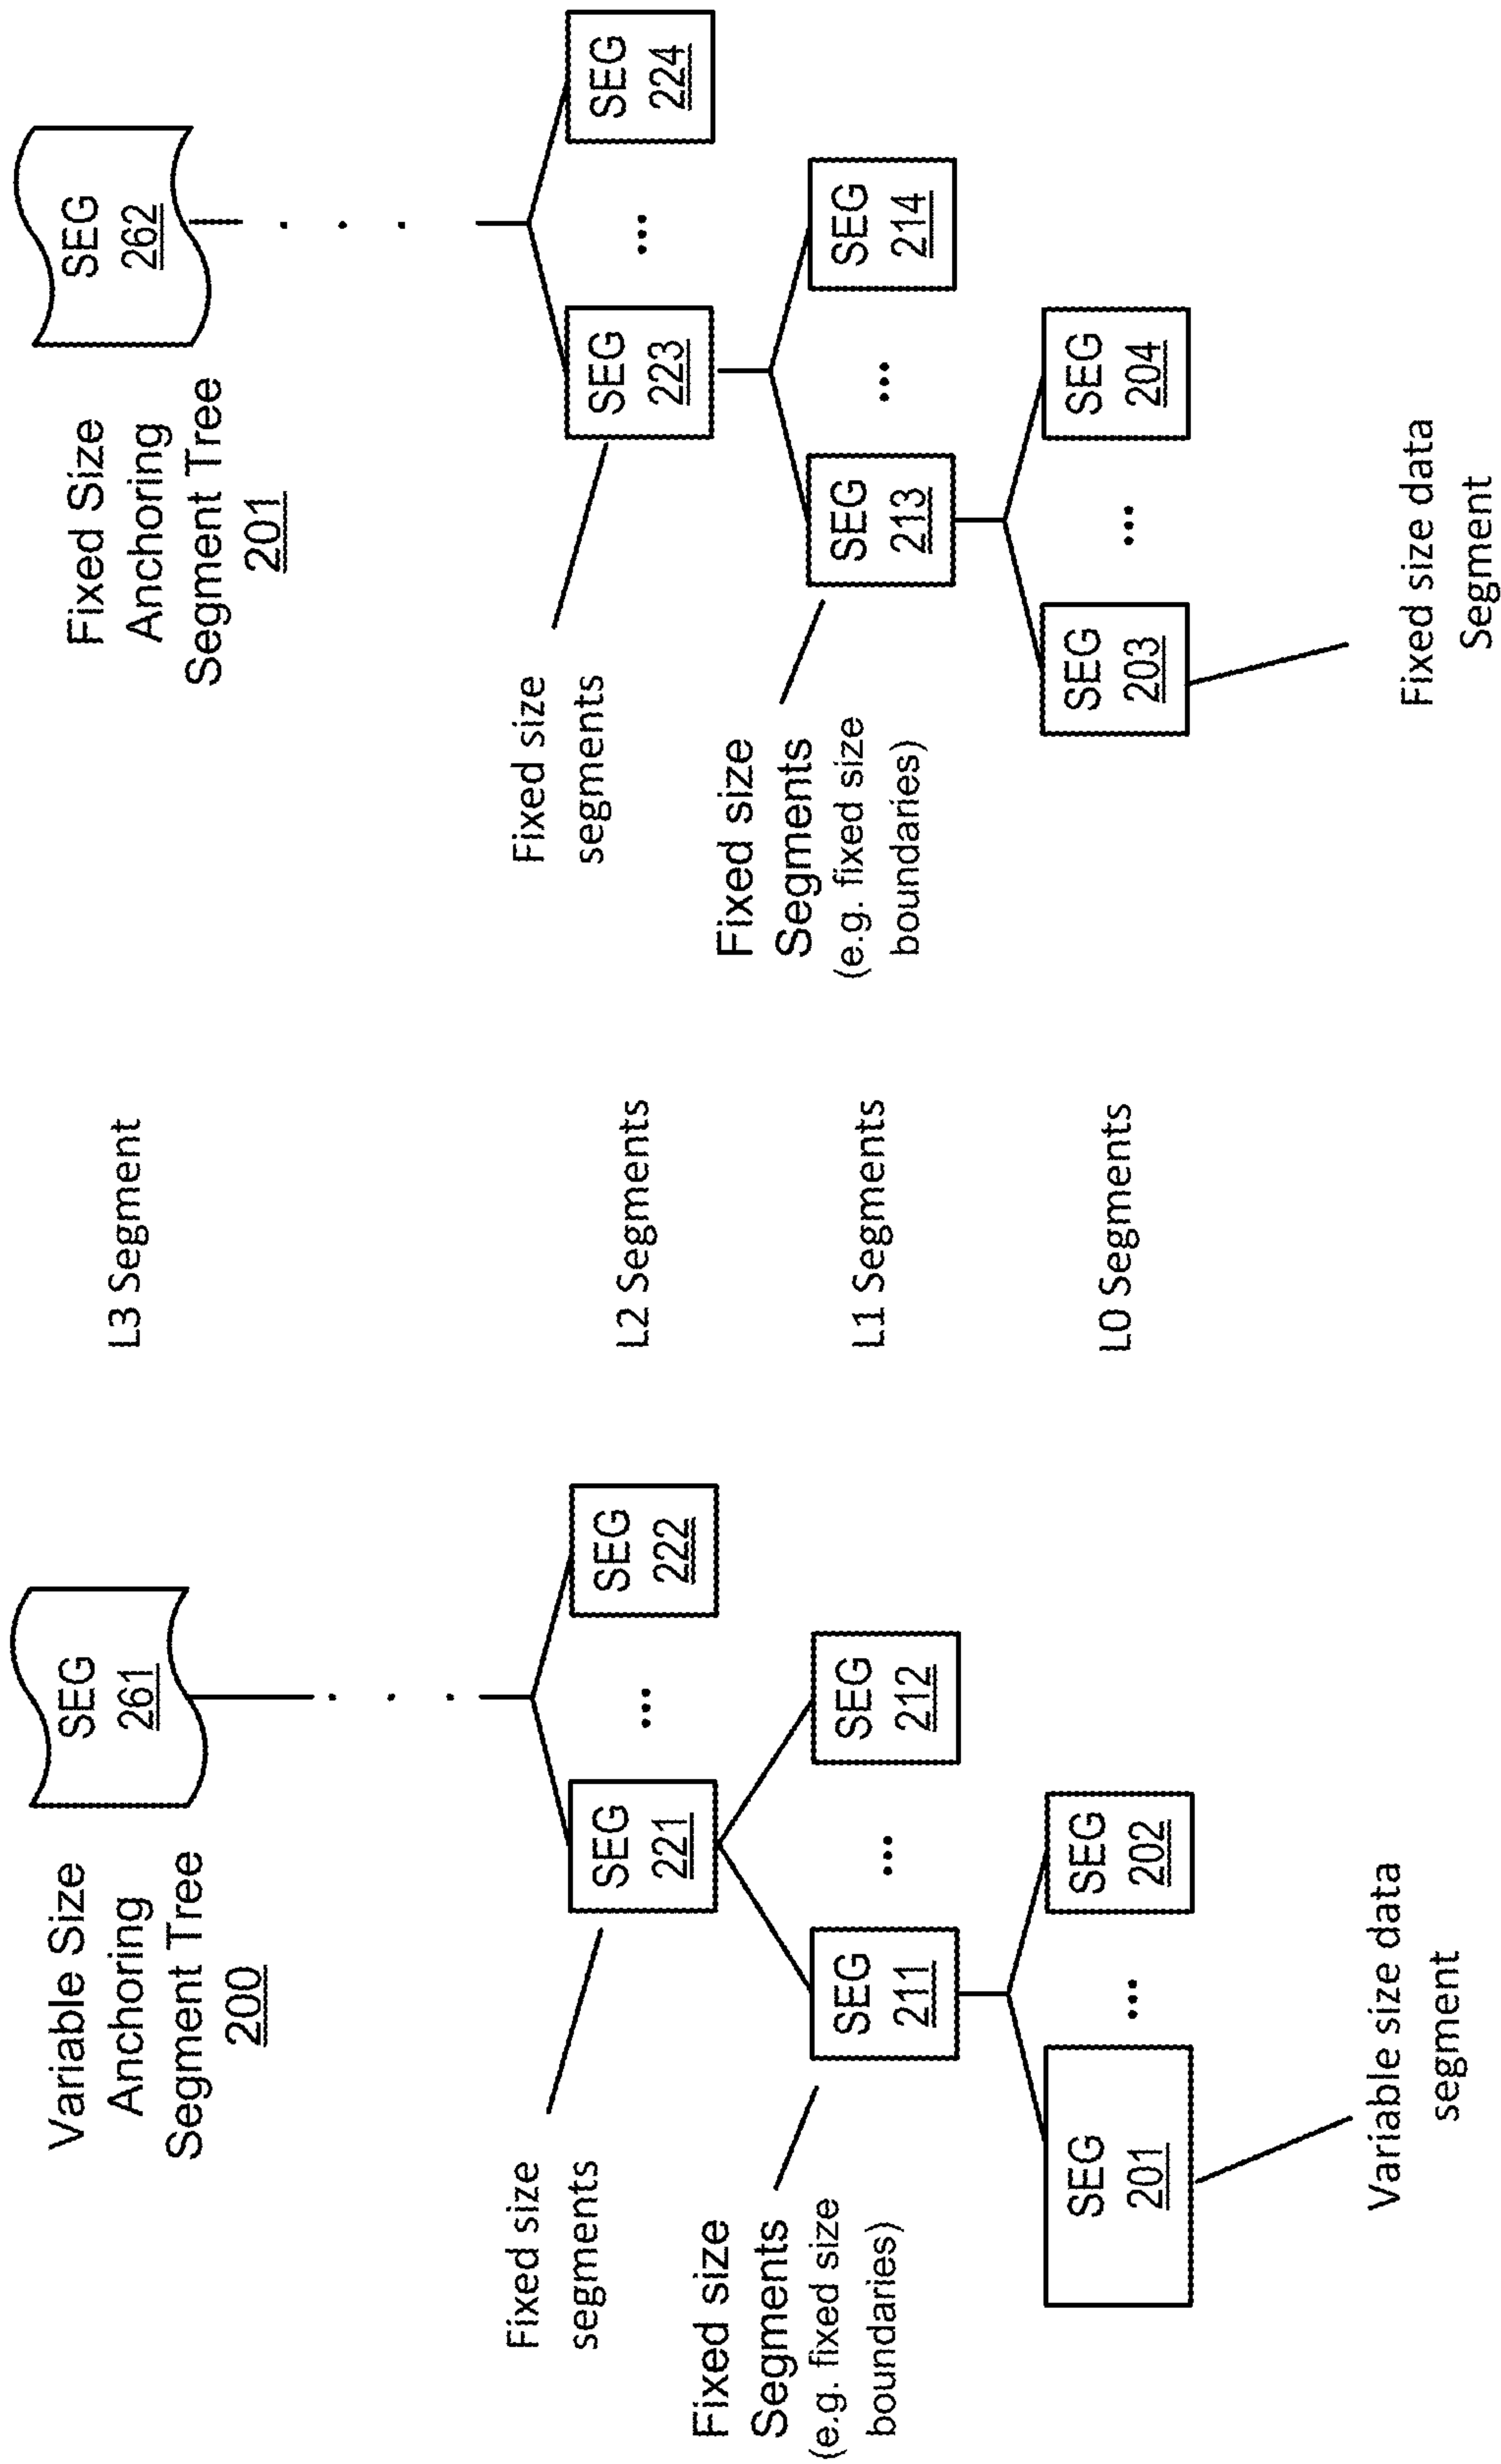 Variable Size
Anchoring
Segment Tree
200
SEG
261
Fixed size
segments
SEG
221
...
SEG
222
Fixed size
Segments
(e.g. fixed size
boundaries)
SEG
211
...
SEG
212
SEG
201
...
SEG
202
Variable size data
segment
L3 Segment
L2 Segments
L1 Segments
L0 Segments
Fixed Size
Anchoring
Segment Tree
201
SEG
262
Fixed size
segments
SEG
223
...
SEG
224
Fixed size
Segments
(e.g. fixed size
boundaries)
SEG
213
...
SEG
214
SEG
203
...
SEG
204
Fixed size data
Segment